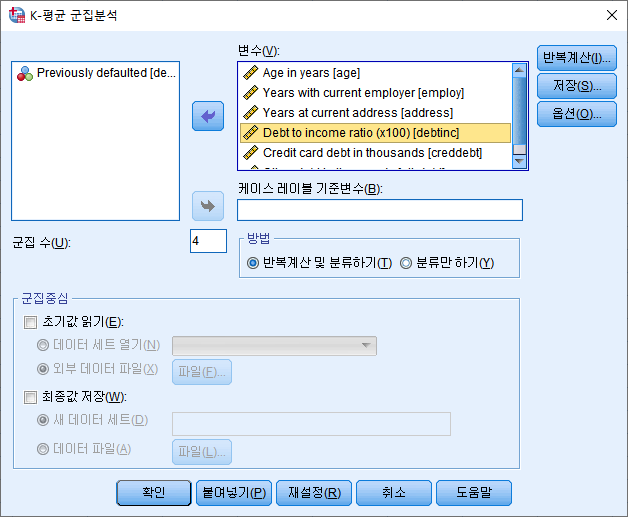 K-평균 군집분석
Previously defaulted [de...
변수(V):
Age in years [age]
Years with current employer [employ]
Years at current address [address]
Debt to income ratio (x100) [debtinc]
Credit card debt in thousands [creddebt]
반복계산(I)...
저장(S)...
옵션(O)...
케이스 레이블 기준변수(B):
군집 수(U):
4
방법
반복계산 및 분류하기(T)
분류만 하기(Y)
군집중심
초기값 읽기(E):
데이터 세트 열기(N)
외부 데이터 파일(X)
파일(F)...
최종값 저장(W):
새 데이터 세트(D)
데이터 파일(A)
파일(L)...
확인
붙여넣기(P)
재설정(R)
취소
도움말